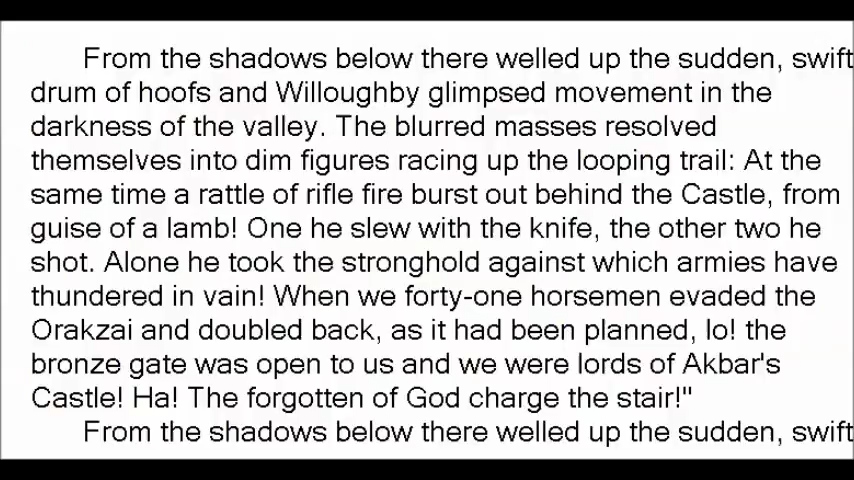 From the shadows below there welled up the sudden, swift
drum of hoofs and Willoughby glimpsed movement in the
darkness of the valley. The blurred masses resolved
themselves into dim figures racing up the looping trail: At the
same time a rattle of rifle fire burst out behind the Castle, from
guise of a lamb! One he slew with the knife, the other two he
shot. Alone he took the stronghold against which armies have
thundered in vain! When we forty-one horsemen evaded the
Orakzai and doubled back, as it had been planned, lo! the
bronze gate was open to us and we were lords of Akbar's
Castle! Ha! The forgotten of God charge the stair!"
From the shadows below there welled up the sudden, swift